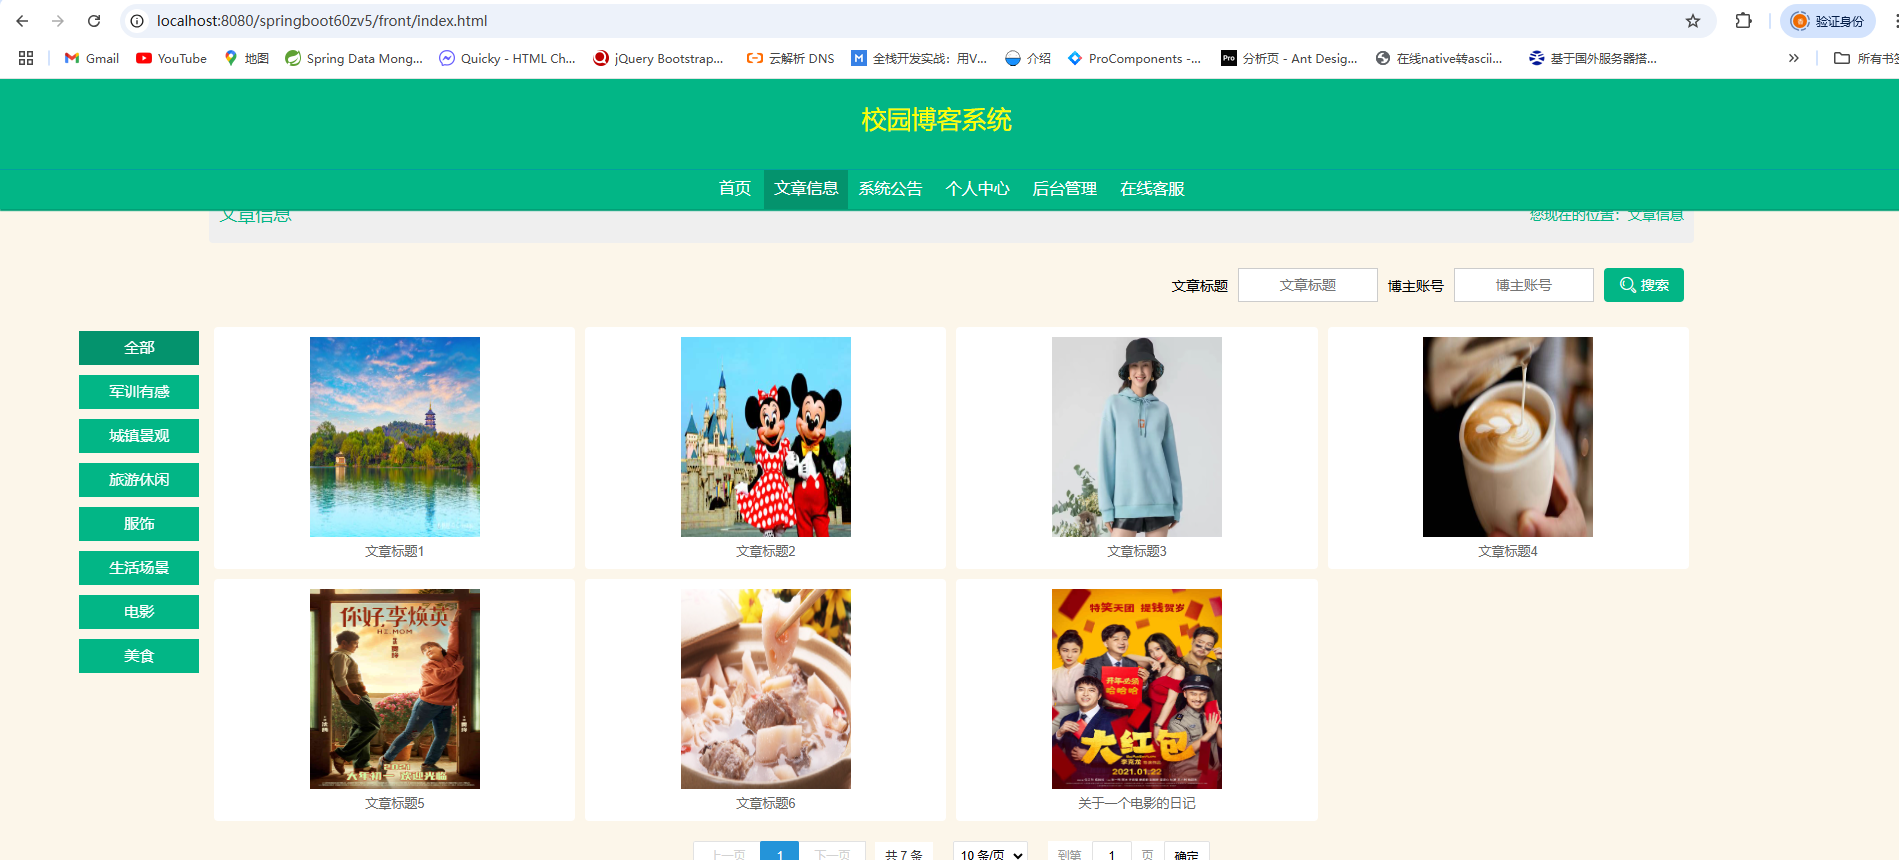 localhost:8080/springboot60zv5/front/index.html
验证身份
Gmail
YouTube
地图
Spring Data Mong...
Quicky - HTML Ch...
jQuery Bootstrap...
云解析 DNS
全栈开发实战：用V...
介绍
ProComponents -...
分析页 - Ant Desig...
在线native转ascii...
基于国外服务器搭...
»
所有书签
校园博客系统
首页
文章信息
系统公告
个人中心
后台管理
在线客服
文章信息
您现在的位置：文章信息
文章标题
文章标题
博主账号
博主账号
搜索
全部
军训有感
城镇景观
旅游休闲
服饰
生活场景
电影
美食
文章标题1
文章标题2
文章标题3
文章标题4
你好,李焕英
HI, MOM
2021
大年初一 欢迎光临
文章标题5
文章标题6
特笑天团 提钱贺岁
开年必须
哈哈哈
大红包
2021.01.22
关于一个电影的日记
上一页
1
下一页
共 7 条
10 条/页
到第
1
页
确定